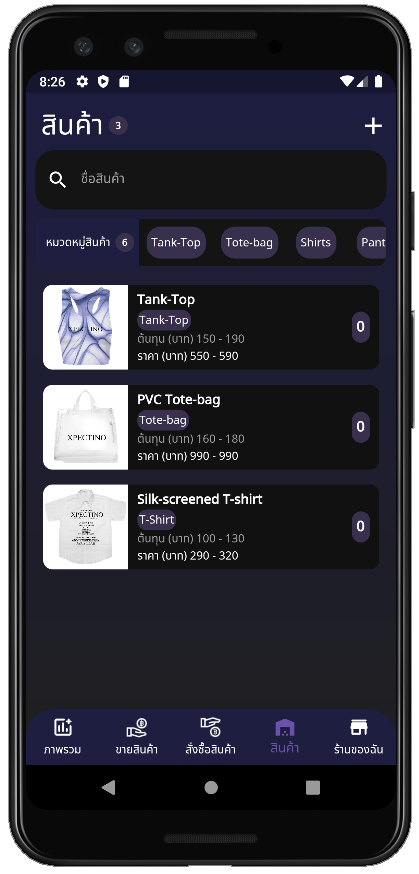 8:26
สินค้า 3
ชื่อสินค้า
หมวดหมู่สินค้า 6 Tank-Top Tote-bag Shirts Pant
Tank-Top
Tank-Top
ต้นทุน (บาท) 150 - 190
ราคา (บาท) 550 - 590
0
PVC Tote-bag
Tote-bag
ต้นทุน (บาท) 160 - 180
ราคา (บาท) 990 - 990
0
XPECTINO
Silk-screened T-shirt
T-Shirt
ต้นทุน (บาท) 100 - 130
ราคา (บาท) 290 - 320
0
XPECTINO
ภาพรวม ขายสินค้า สั่งซื้อสินค้า สินค้า ร้านของฉัน